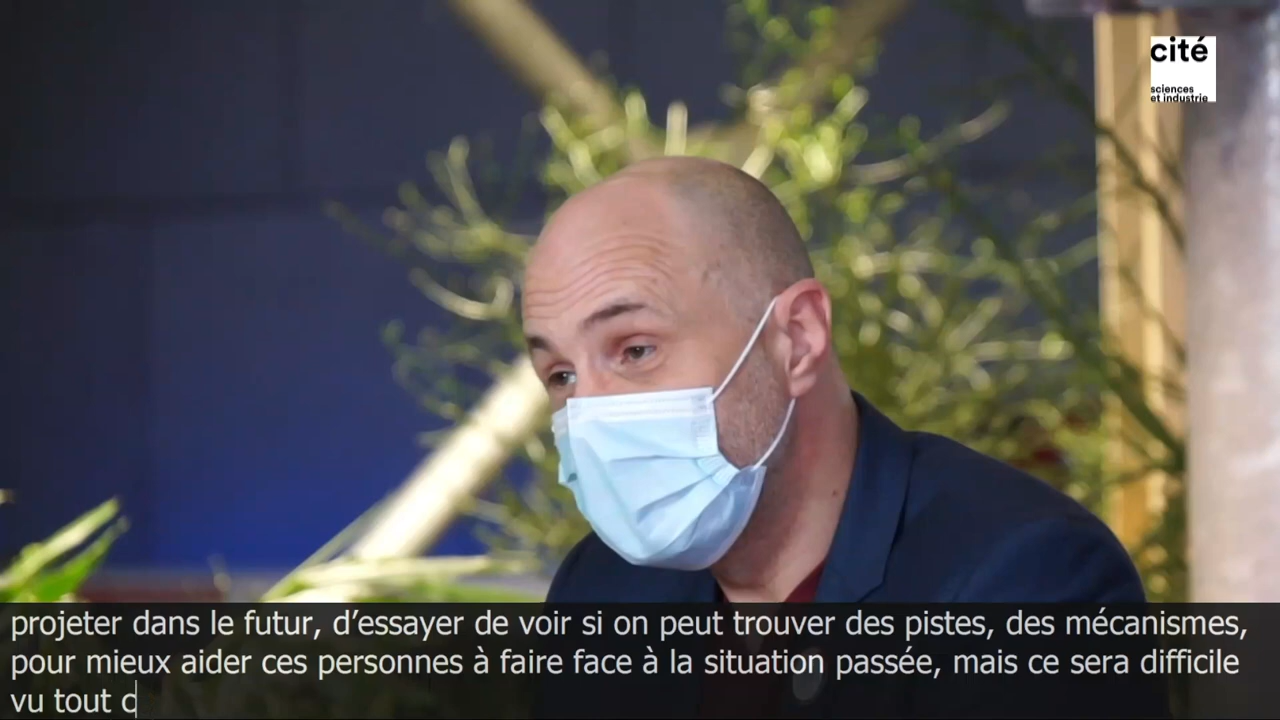 cité
sciences
et industrie
projeter dans le futur, d’essayer de voir si on peut trouver des pistes, des mécanismes,
pour mieux aider ces personnes à faire face à la situation passée, mais ce sera difficile
vu tout c